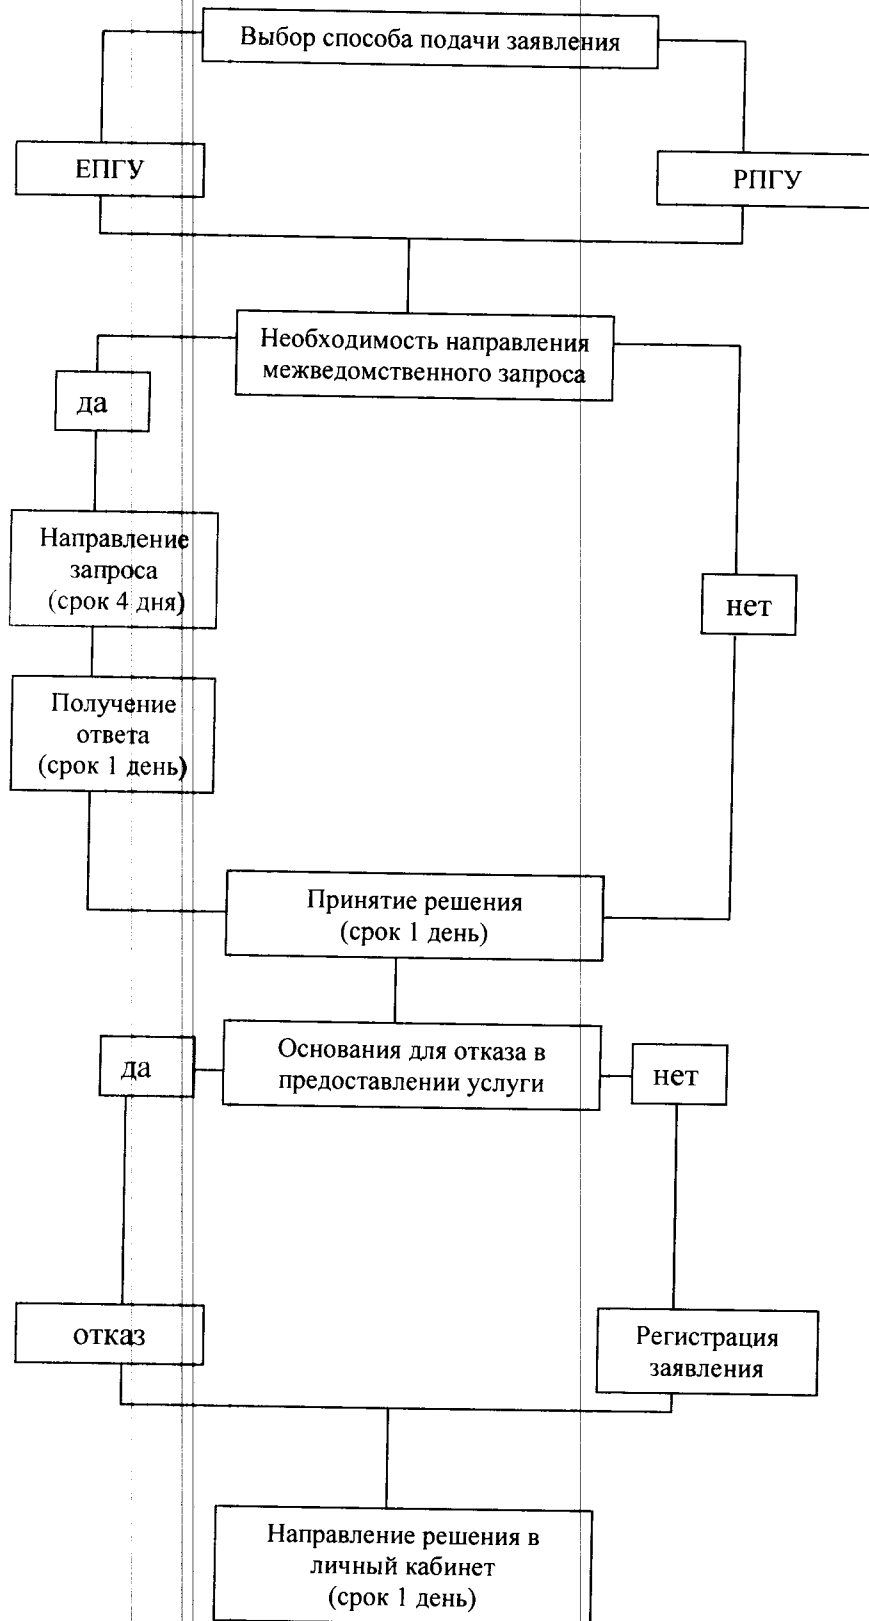 Выбор способа подачи заявления
ЕПГУ
РПГУ
Необходимость направления
межведомственного запроса
да
Направление
запроса
(срок 4 дня)
нет
Получение
ответа
(срок 1 день)
Принятие решения
(срок 1 день)
да
Основания для отказа в
предоставлении услуги
нет
отказ
Регистрация
заявления
Направление решения в
личный кабинет
(срок 1 день)